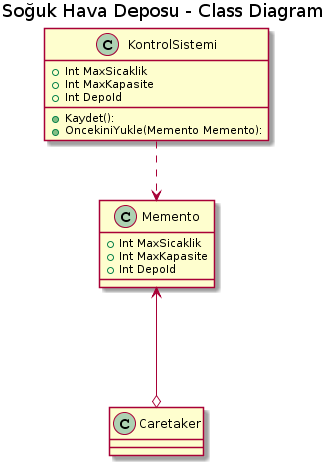 Soğuk Hava Deposu - Class Diagram
C KontrolSistemi
Int MaxSicaklik
Int MaxKapasite
Int DepoId
Kaydet():
OncekiniYukle(Memento Memento):
C Memento
Int MaxSicaklik
Int MaxKapasite
Int DepoId
C Caretaker